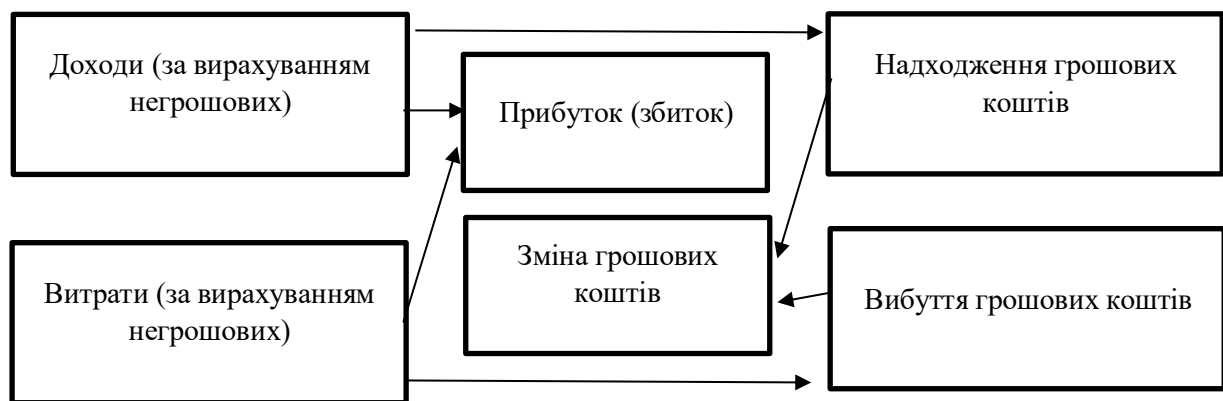 Доходи (за вирахуванням
негрошових)
Прибуток (збиток)
Надходження грошових
коштів
Витрати (за вирахуванням
негрошових)
Зміна грошових
коштів
Вибуття грошових коштів